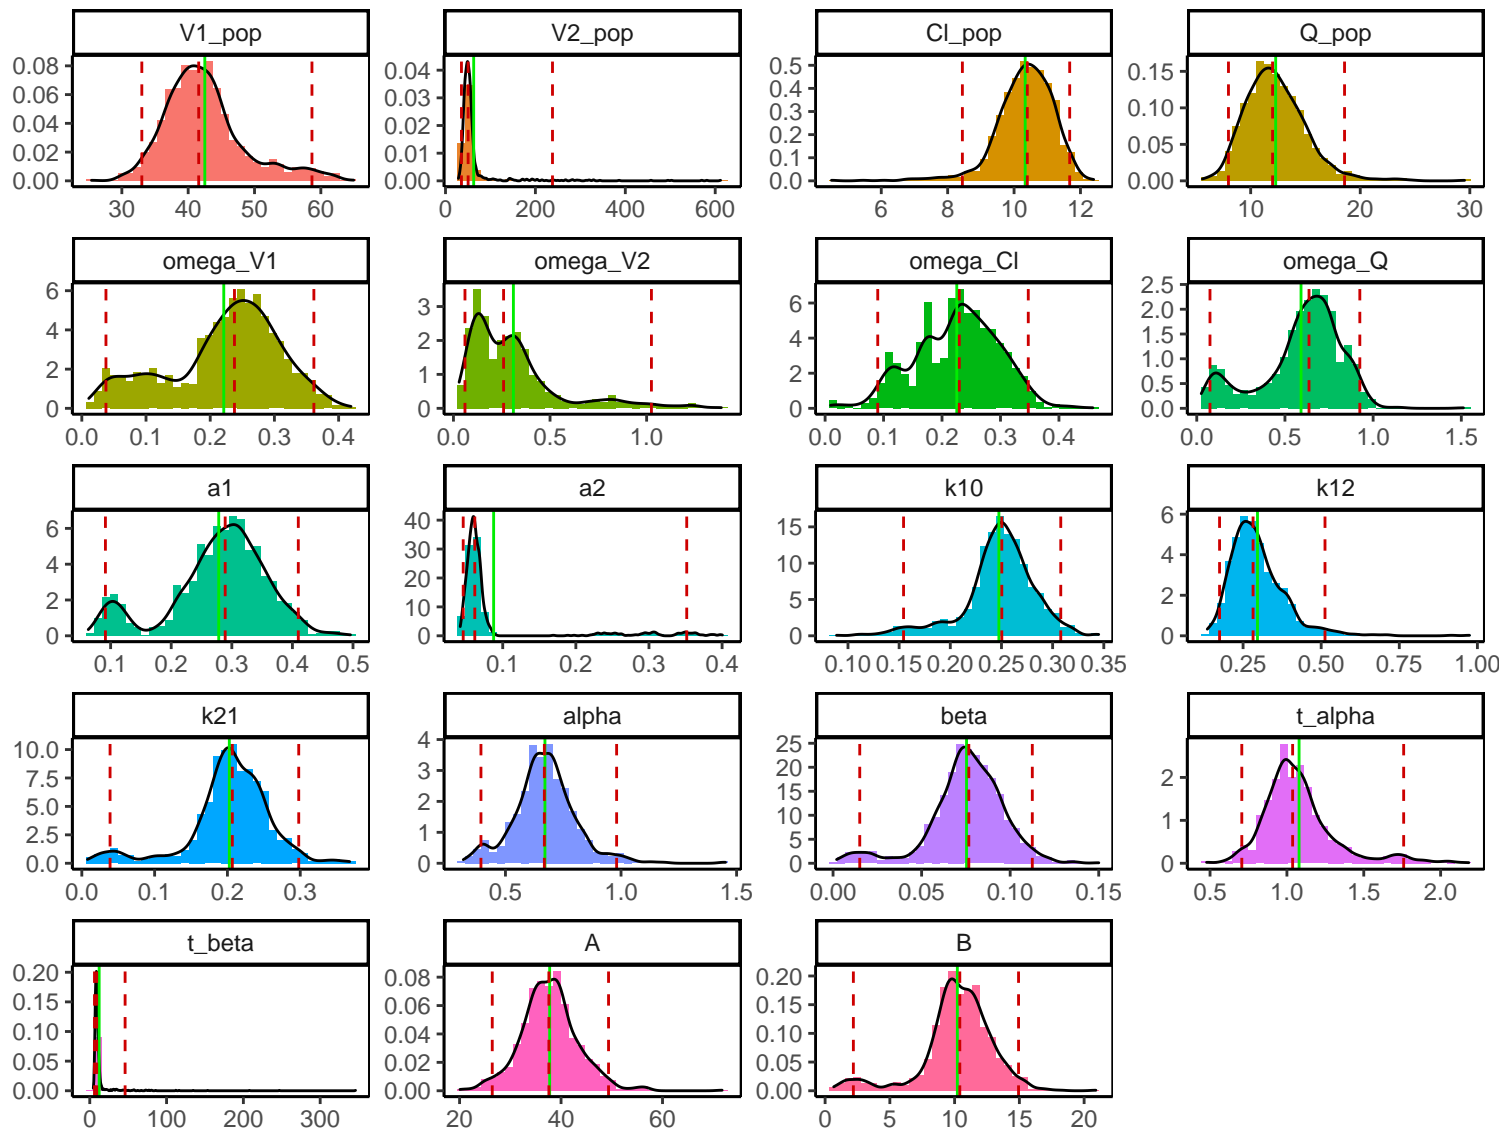 V1_pop V2_pop Cl_pop Q_pop
0.08 0.06 0.04 0.02 0.00
30 40 50 60
0.04 0.03 0.02 0.01 0.00
0 200 400 600
0.5 0.4 0.3 0.2 0.1 0.0
6 8 10 12
0.15 0.10 0.05 0.00
10 20 30
omega_V1 omega_V2 omega_Cl omega_Q
6 4 2 0
0.0 0.1 0.2 0.3 0.4
3 2 1 0
0.0 0.5 1.0
6 4 2 0
0.0 0.1 0.2 0.3 0.4
2.5 2.0 1.5 1.0 0.5 0.0
0.0 0.5 1.0 1.5
a1 a2 k10 k12
6 4 2 0
0.1 0.2 0.3 0.4 0.5
40 30 20 10 0
0.1 0.2 0.3 0.4
15 10 5 0
0.10 0.15 0.20 0.25 0.30 0.35
6 4 2 0
0.25 0.50 0.75 1.00
k21 alpha beta t_alpha
10.0 7.5 5.0 2.5 0.0
0.0 0.1 0.2 0.3
4 3 2 1 0
0.5 1.0 1.5
25 20 15 10 5 0
0.00 0.05 0.10 0.15
2 1 0
0.5 1.0 1.5 2.0
t_beta A B
0.20 0.15 0.10 0.05 0.00
0 100 200 300
0.08 0.06 0.04 0.02 0.00
20 40 60
0.20 0.15 0.10 0.05 0.00
0 5 10 15 20